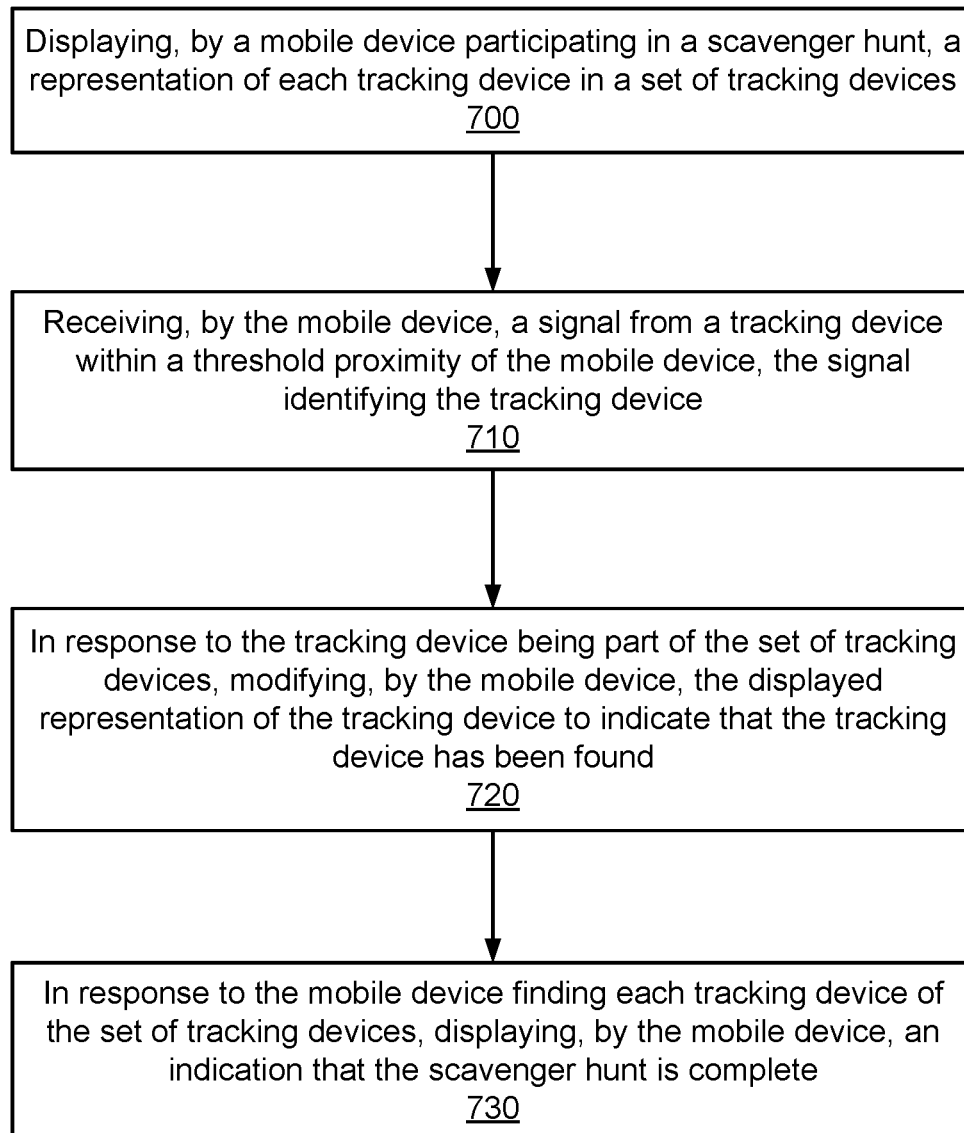 Displaying, by a mobile device participating in a scavenger hunt, a
representation of each tracking device in a set of tracking devices
700
Receiving, by the mobile device, a signal from a tracking device
within a threshold proximity of the mobile device, the signal
identifying the tracking device
710
In response to the tracking device being part of the set of tracking
devices, modifying, by the mobile device, the displayed
representation of the tracking device to indicate that the tracking
device has been found
720
In response to the mobile device finding each tracking device of
the set of tracking devices, displaying, by the mobile device, an
indication that the scavenger hunt is complete
730